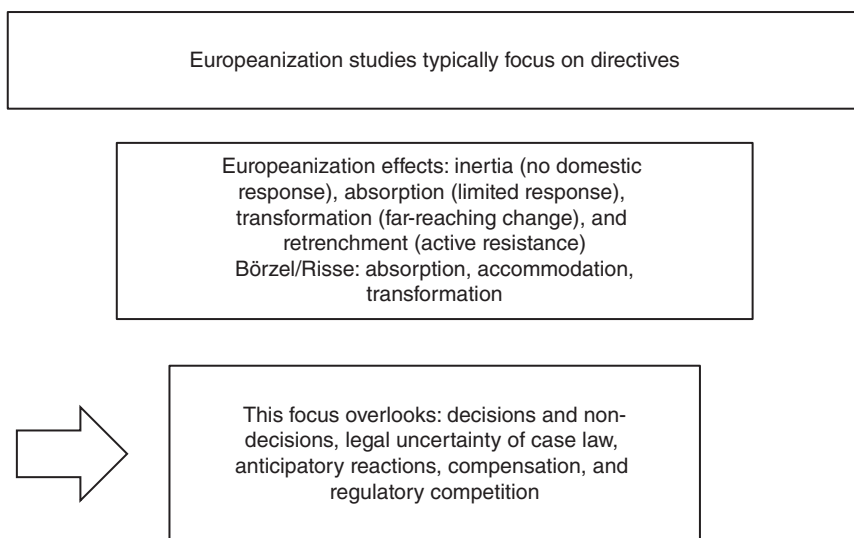 Europeanization studies typically focus on directives
Europeanization effects: inertia (no domestic
response), absorption (limited response),
transformation (far-reaching change), and
retrenchment (active resistance)
Börzel/Risse: absorption, accommodation,
transformation
This focus overlooks: decisions and non-
decisions, legal uncertainty of case law,
anticipatory reactions, compensation, and
regulatory competition